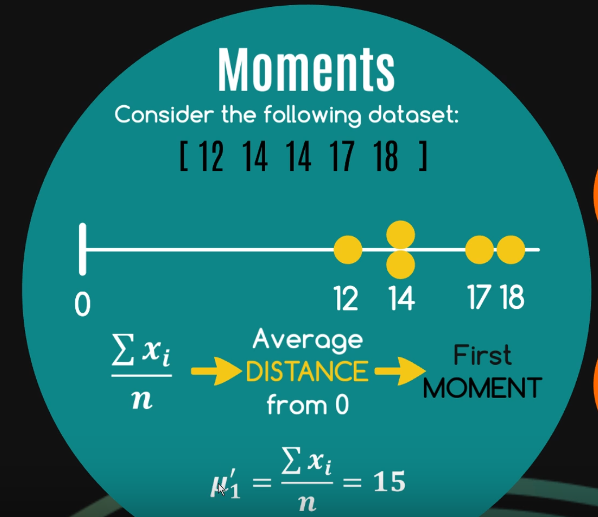 Moments
Consider the following dataset:
[ 12 14 14 17 18 ]
0 12 14 17 18
∑ xᵢ / n
Average
DISTANCE
from 0
First
MOMENT
μ′₁ = ∑ xᵢ / n = 15